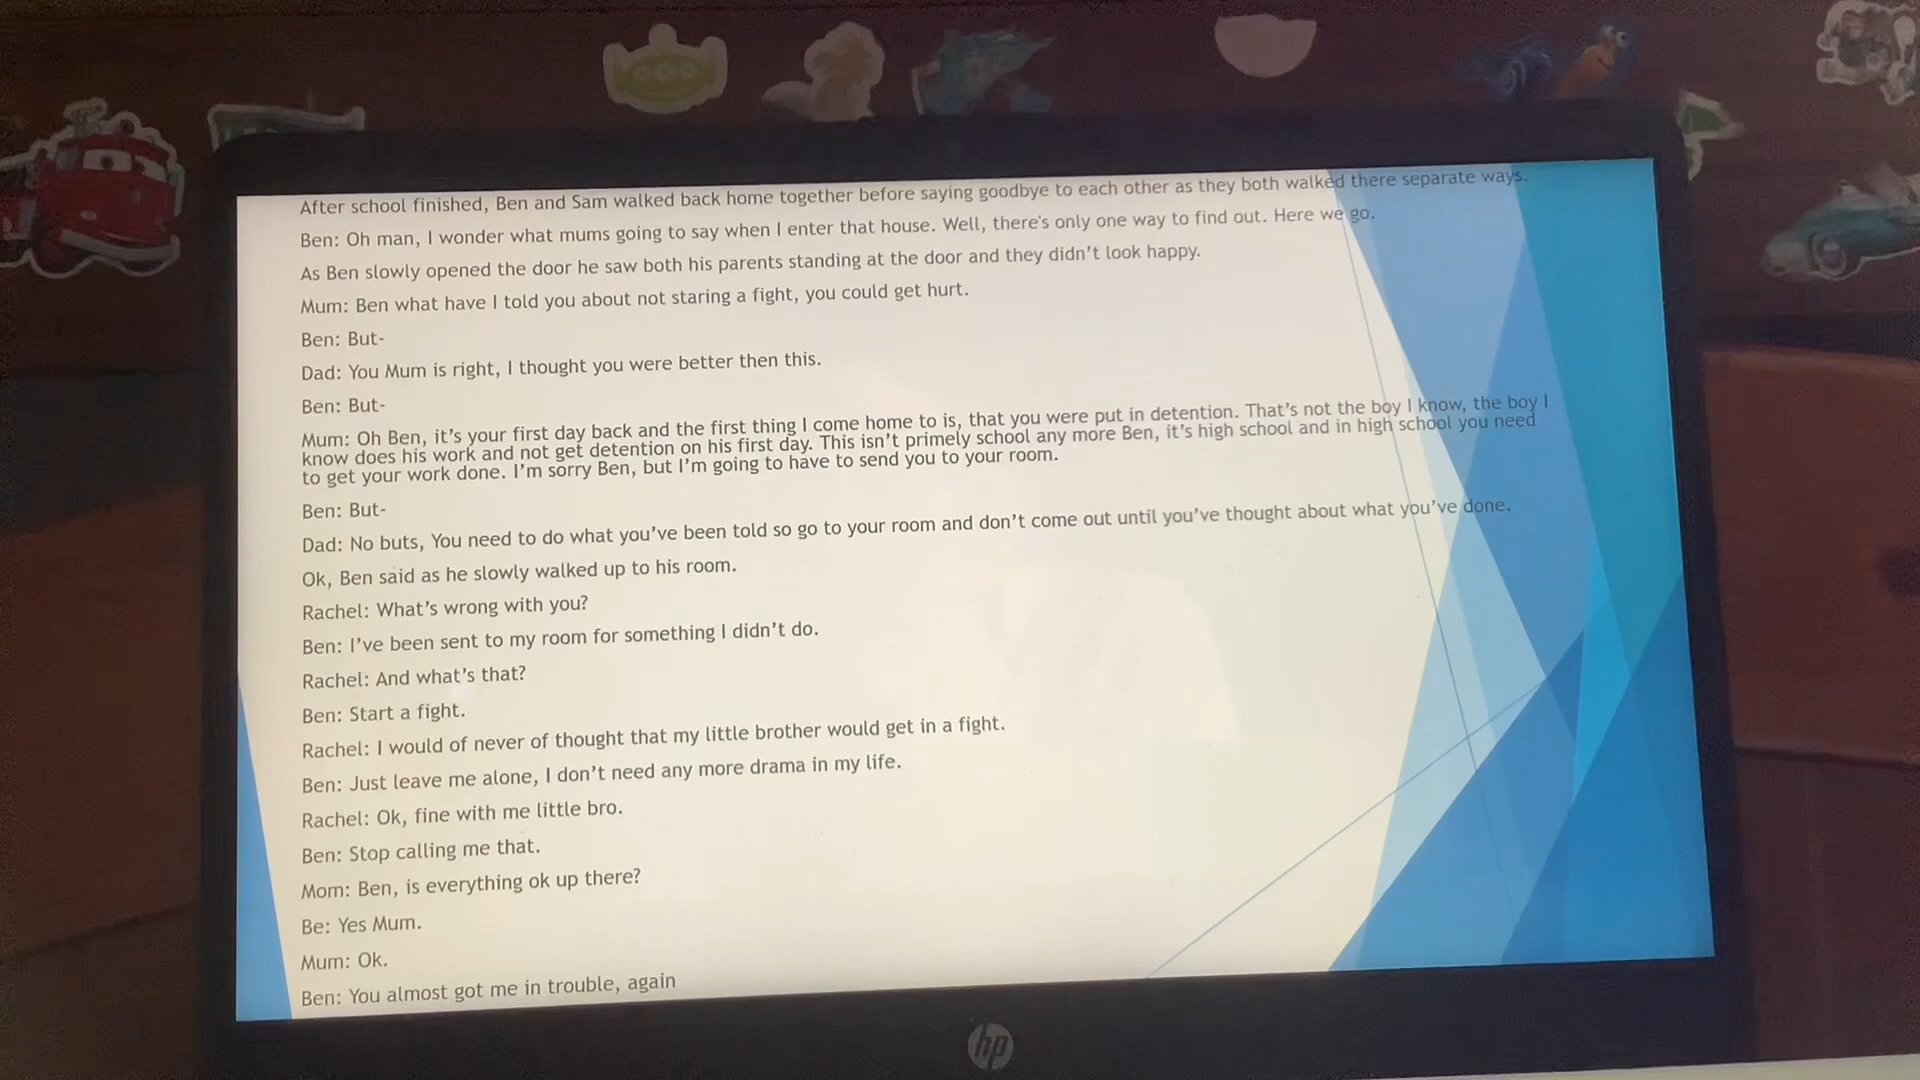 After school finished, Ben and Sam walked back home together before saying goodbye to each other as they both walked there separate ways.
Ben: Oh man, I wonder what mums going to say when I enter that house. Well, there's only one way to find out. Here we go.
As Ben slowly opened the door he saw both his parents standing at the door and they didn't look happy.
Mum: Ben what have I told you about not staring a fight, you could get hurt.
Ben: But-
Dad: You Mum is right, I thought you were better then this.
Ben: But-
Mum: Oh Ben, it's your first day back and the first thing I come home to is, that you were put in detention. That's not the boy I know, the boy I
know does his work and not get detention on his first day. This isn't primely school any more Ben, it's high school and in high school you need
to get your work done. I'm sorry Ben, but I'm going to have to send you to your room.
Ben: But-
Dad: No buts, You need to do what you've been told so go to your room and don't come out until you've thought about what you've done.
Ok, Ben said as he slowly walked up to his room.
Rachel: What's wrong with you?
Ben: I've been sent to my room for something I didn't do.
Rachel: And what's that?
Ben: Start a fight.
Rachel: I would of never of thought that my little brother would get in a fight.
Ben: Just leave me alone, I don't need any more drama in my life.
Rachel: Ok, fine with me little bro.
Ben: Stop calling me that.
Mom: Ben, is everything ok up there?
Be: Yes Mum.
Mum: Ok.
Ben: You almost got me in trouble, again
hp